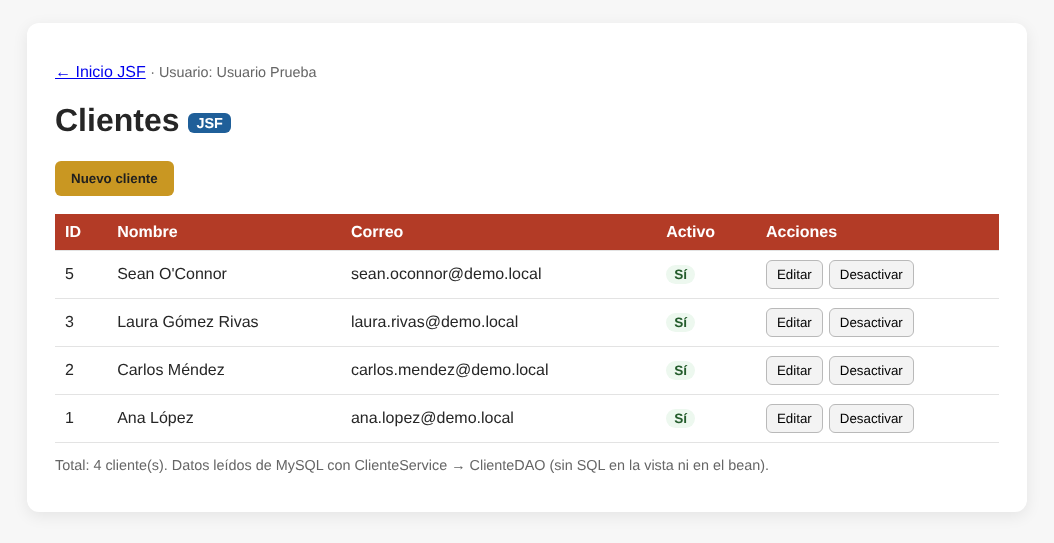 ← Inicio JSF · Usuario: Usuario Prueba
Clientes JSF
Nuevo cliente
ID Nombre Correo Activo Acciones
5 Sean O'Connor sean.oconnor@demo.local Sí Editar Desactivar
3 Laura Gómez Rivas laura.rivas@demo.local Sí Editar Desactivar
2 Carlos Méndez carlos.mendez@demo.local Sí Editar Desactivar
1 Ana López ana.lopez@demo.local Sí Editar Desactivar
Total: 4 cliente(s). Datos leídos de MySQL con ClienteService → ClienteDAO (sin SQL en la vista ni en el bean).